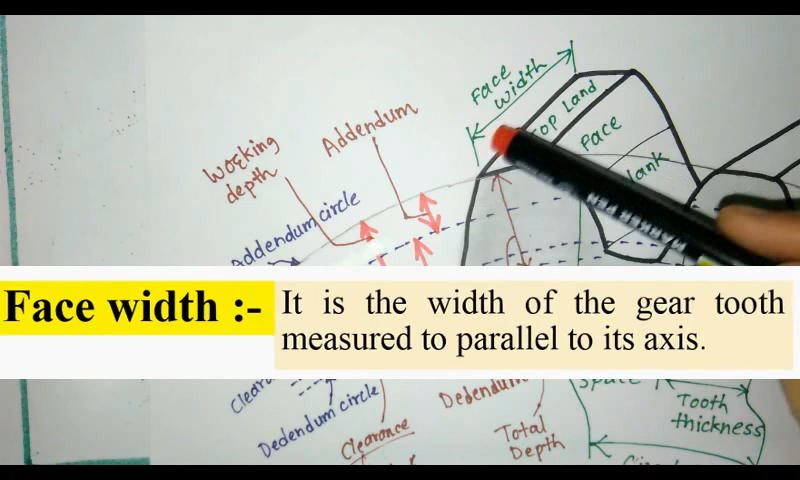 Face
width
Top Land
Face
Addendum
Working
depth
Addendum circle
Face width :- It is the width of the gear tooth
measured to parallel to its axis.
Dedendum circle
Clearance
Total
Depth
Tooth
thickness